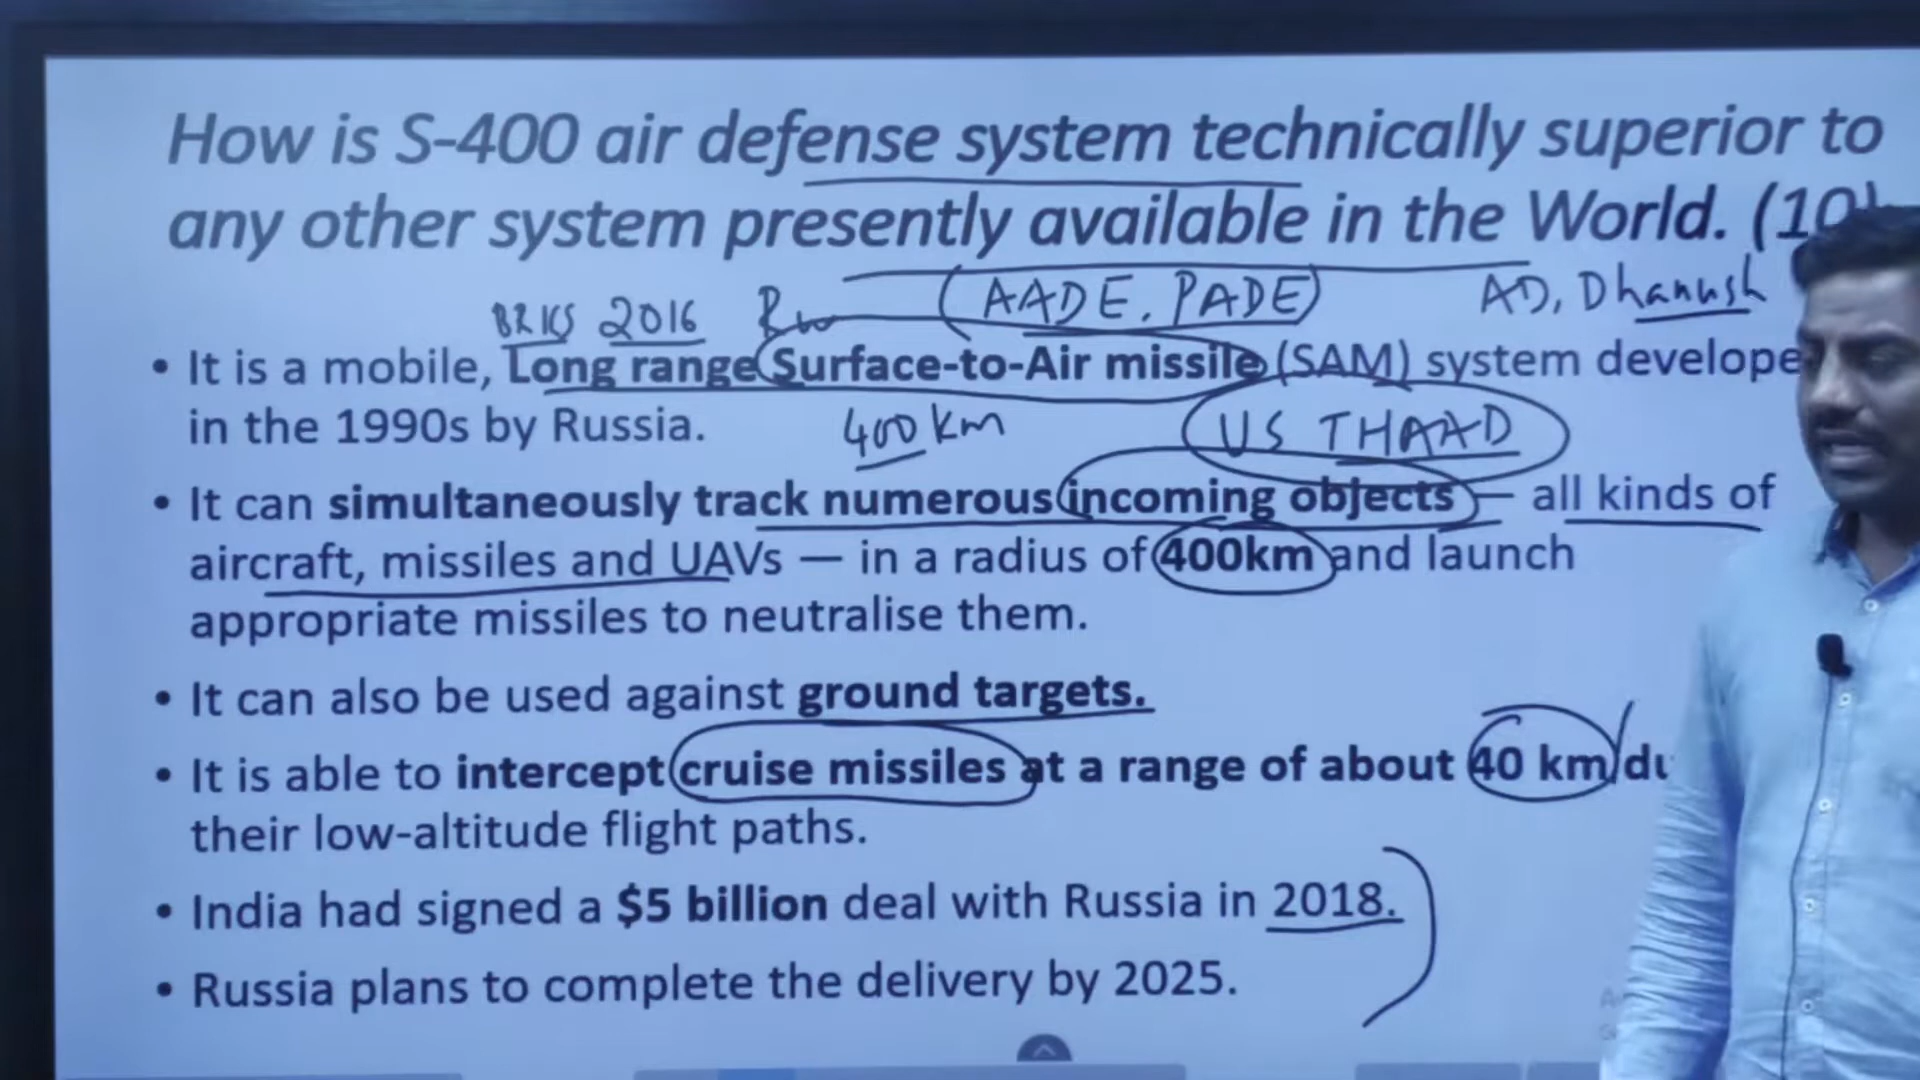 How is S-400 air defense system technically superior to
any other system presently available in the World. (10)
(AADE, PADE) AD, Dhanush
BRICS 2016
• It is a mobile, Long range Surface-to-Air missile (SAM) system develope
in the 1990s by Russia.
400 km US THAAD
• It can simultaneously track numerous incoming objects — all kinds of
aircraft, missiles and UAVs — in a radius of 400km and launch
appropriate missiles to neutralise them.
• It can also be used against ground targets.
• It is able to intercept cruise missiles at a range of about 40 km du
their low-altitude flight paths.
• India had signed a $5 billion deal with Russia in 2018.
• Russia plans to complete the delivery by 2025.